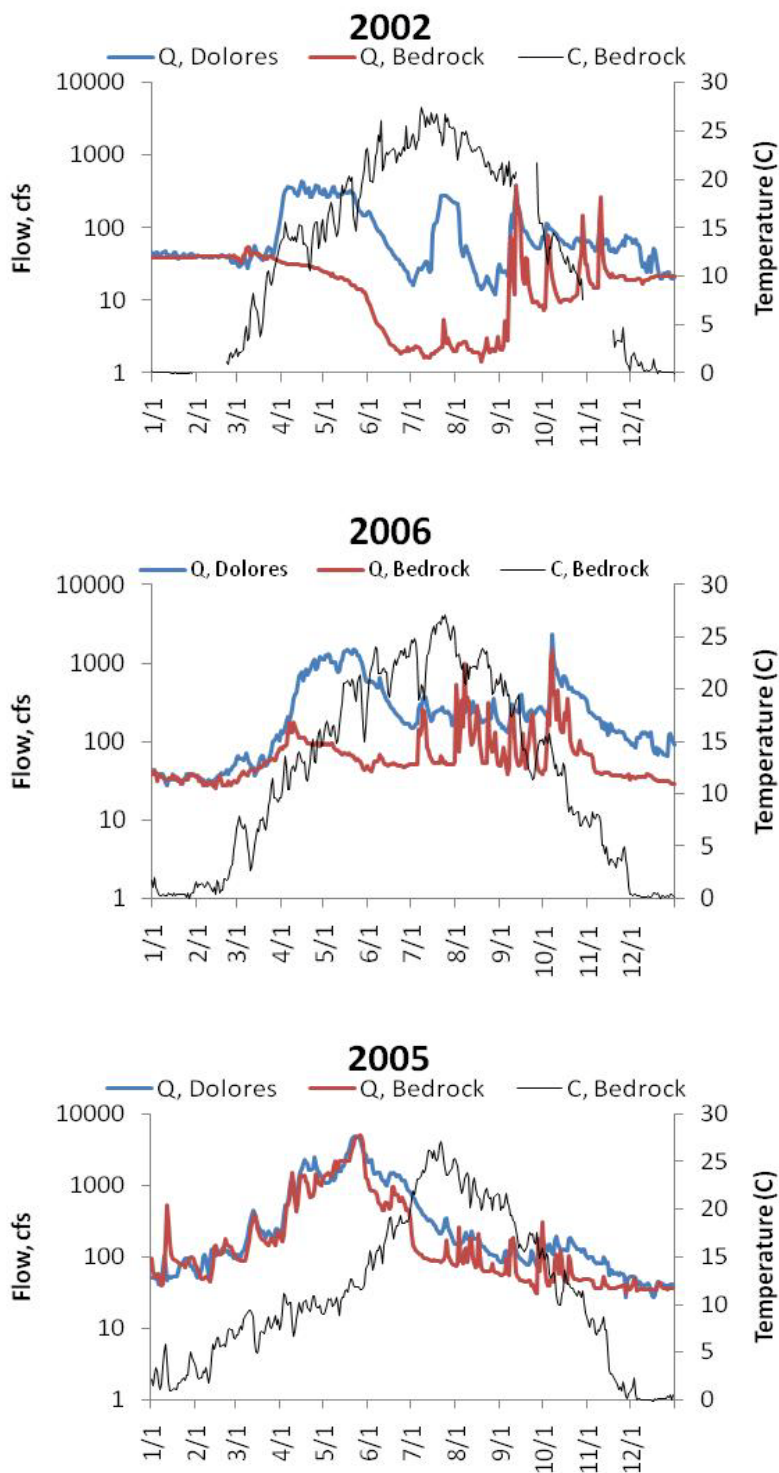 2002
Q, Dolores Q, Bedrock C, Bedrock
10000 30
1000 25
100 20
10 15
1 10
5
0
Flow, cfs
Temperature (C)
1/1 2/1 3/1 4/1 5/1 6/1 7/1 8/1 9/1 10/1 11/1 12/1
2006
Q, Dolores Q, Bedrock C, Bedrock
10000 30
1000 25
100 20
10 15
1 10
5
0
Flow, cfs
Temperature (C)
1/1 2/1 3/1 4/1 5/1 6/1 7/1 8/1 9/1 10/1 11/1 12/1
2005
Q, Dolores Q, Bedrock C, Bedrock
10000 30
1000 25
100 20
10 15
1 10
5
0
Flow, cfs
Temperature (C)
1/1 2/1 3/1 4/1 5/1 6/1 7/1 8/1 9/1 10/1 11/1 12/1